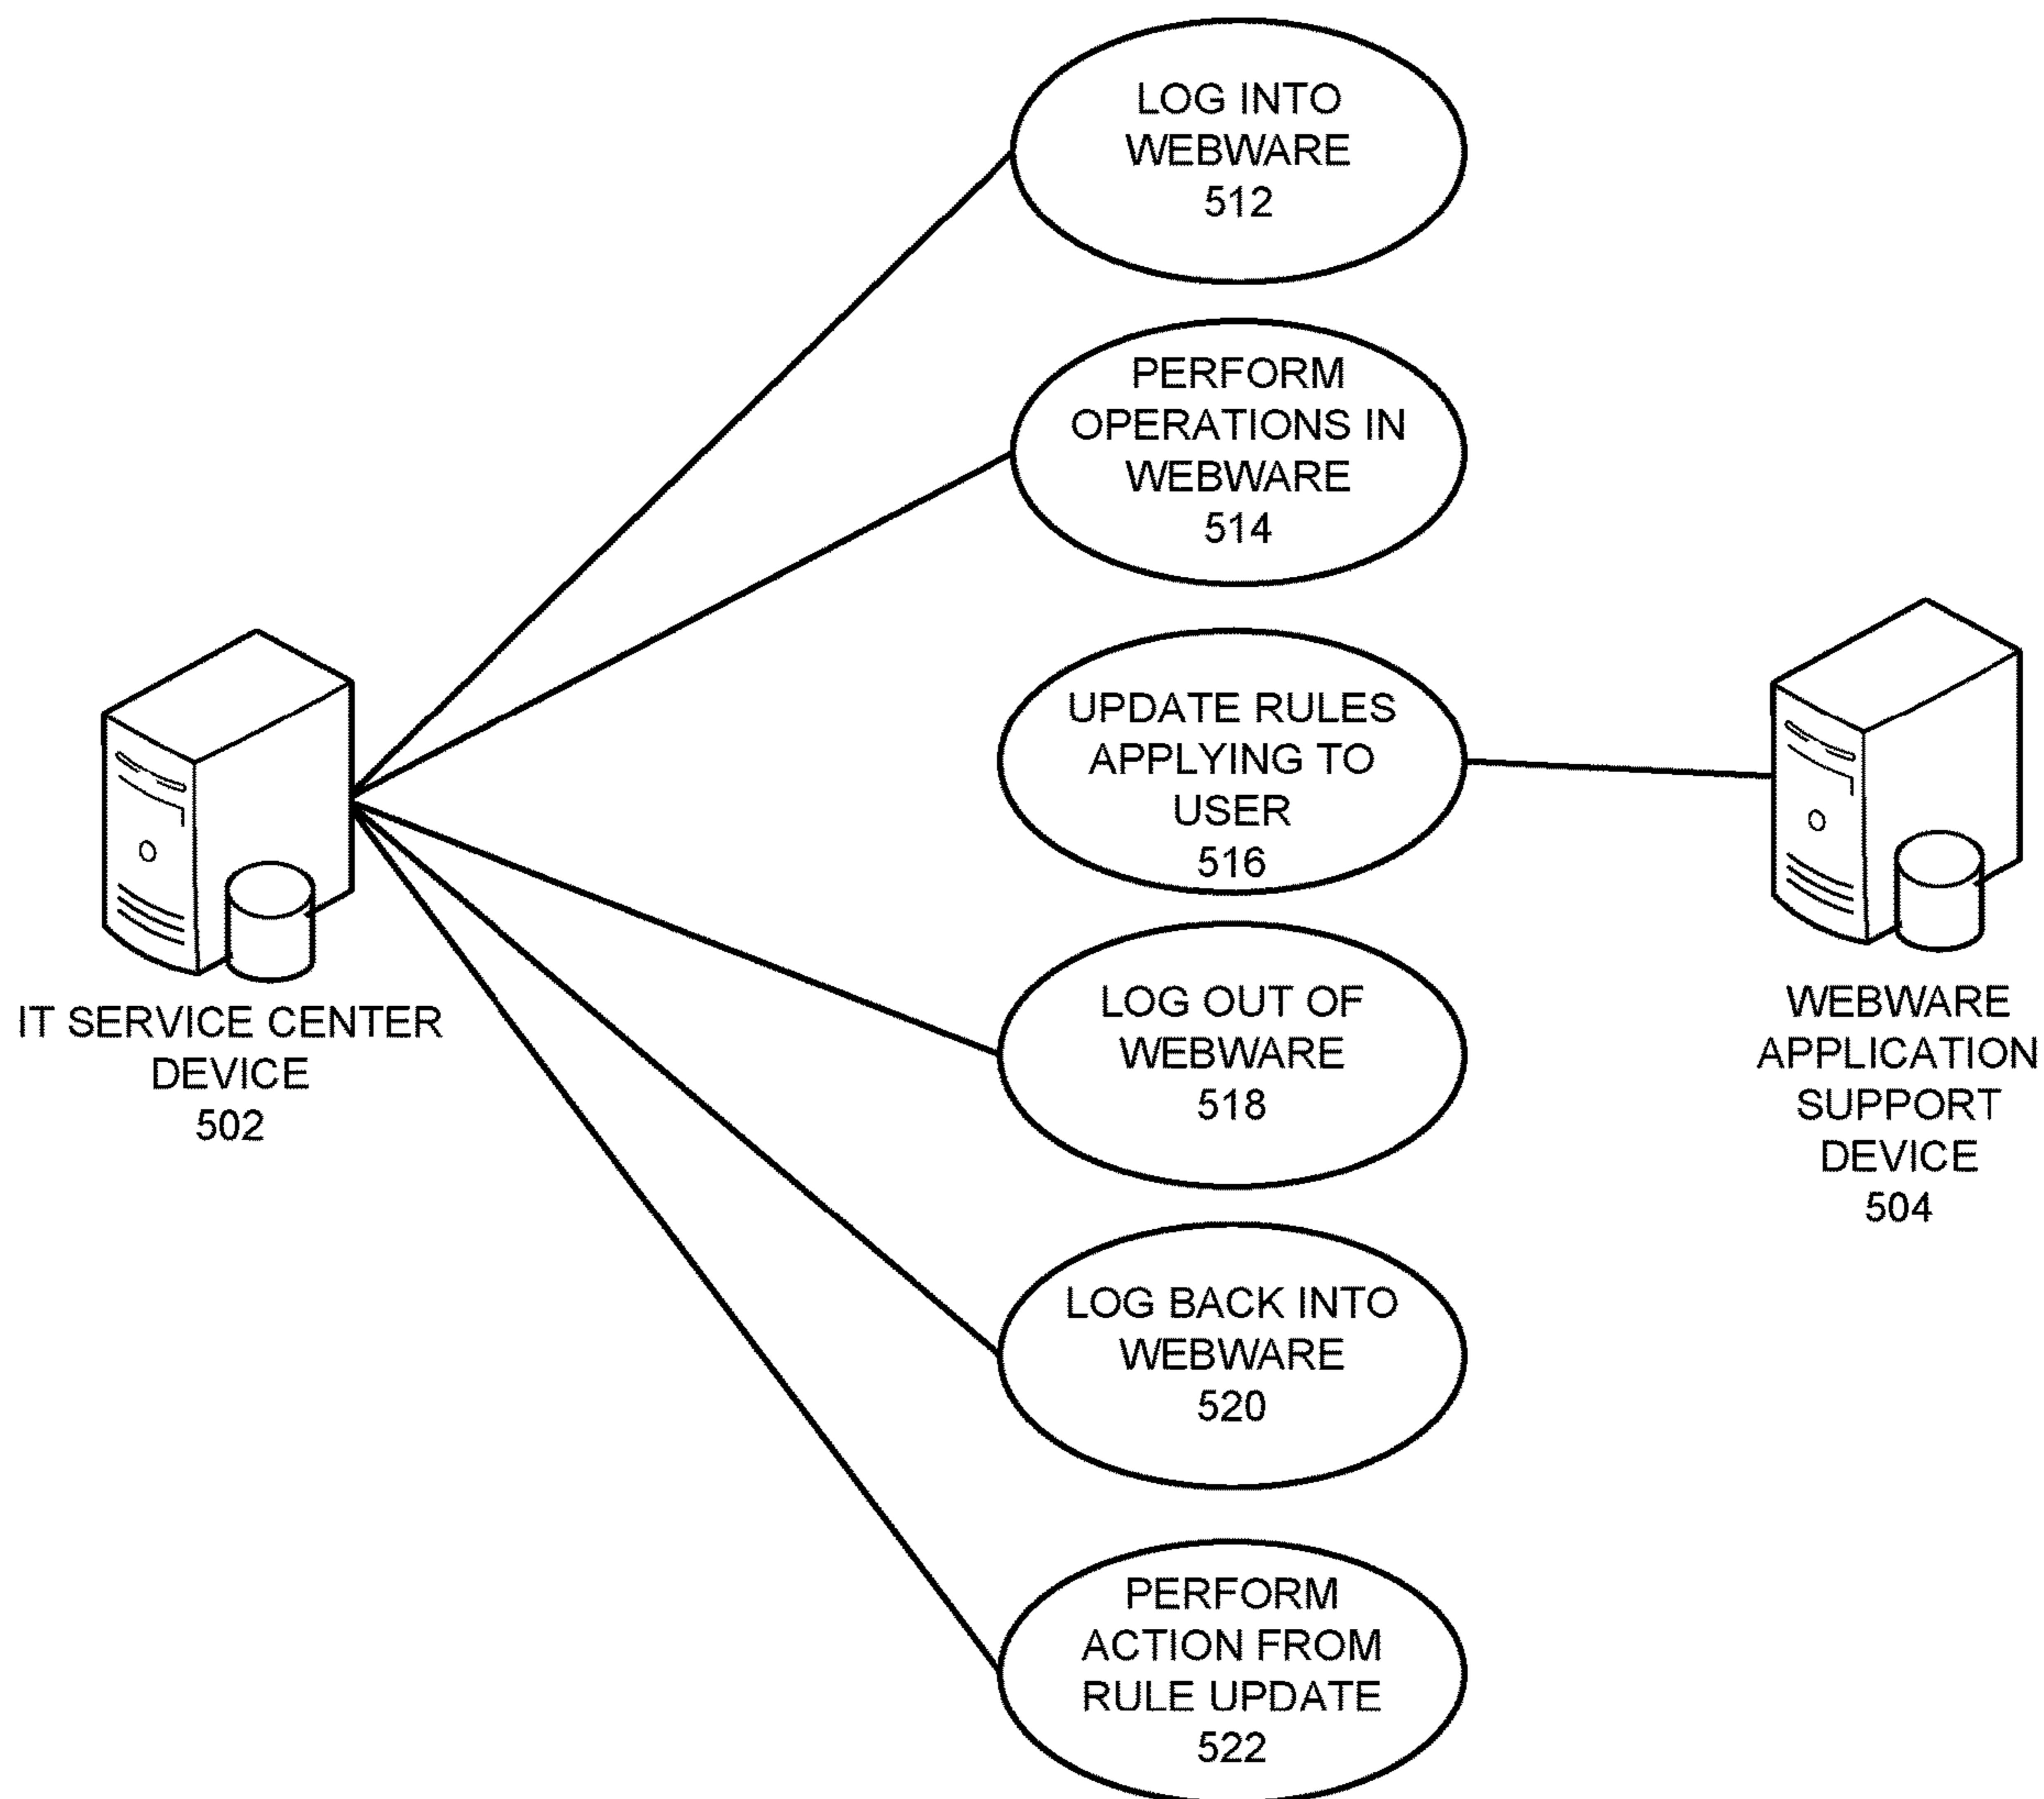 LOG INTO
WEBWARE
512
PERFORM
OPERATIONS IN
WEBWARE
514
UPDATE RULES
APPLYING TO
USER
516
IT SERVICE CENTER
DEVICE
502
WEBWARE
APPLICATION
SUPPORT
DEVICE
504
LOG OUT OF
WEBWARE
518
LOG BACK INTO
WEBWARE
520
PERFORM
ACTION FROM
RULE UPDATE
522